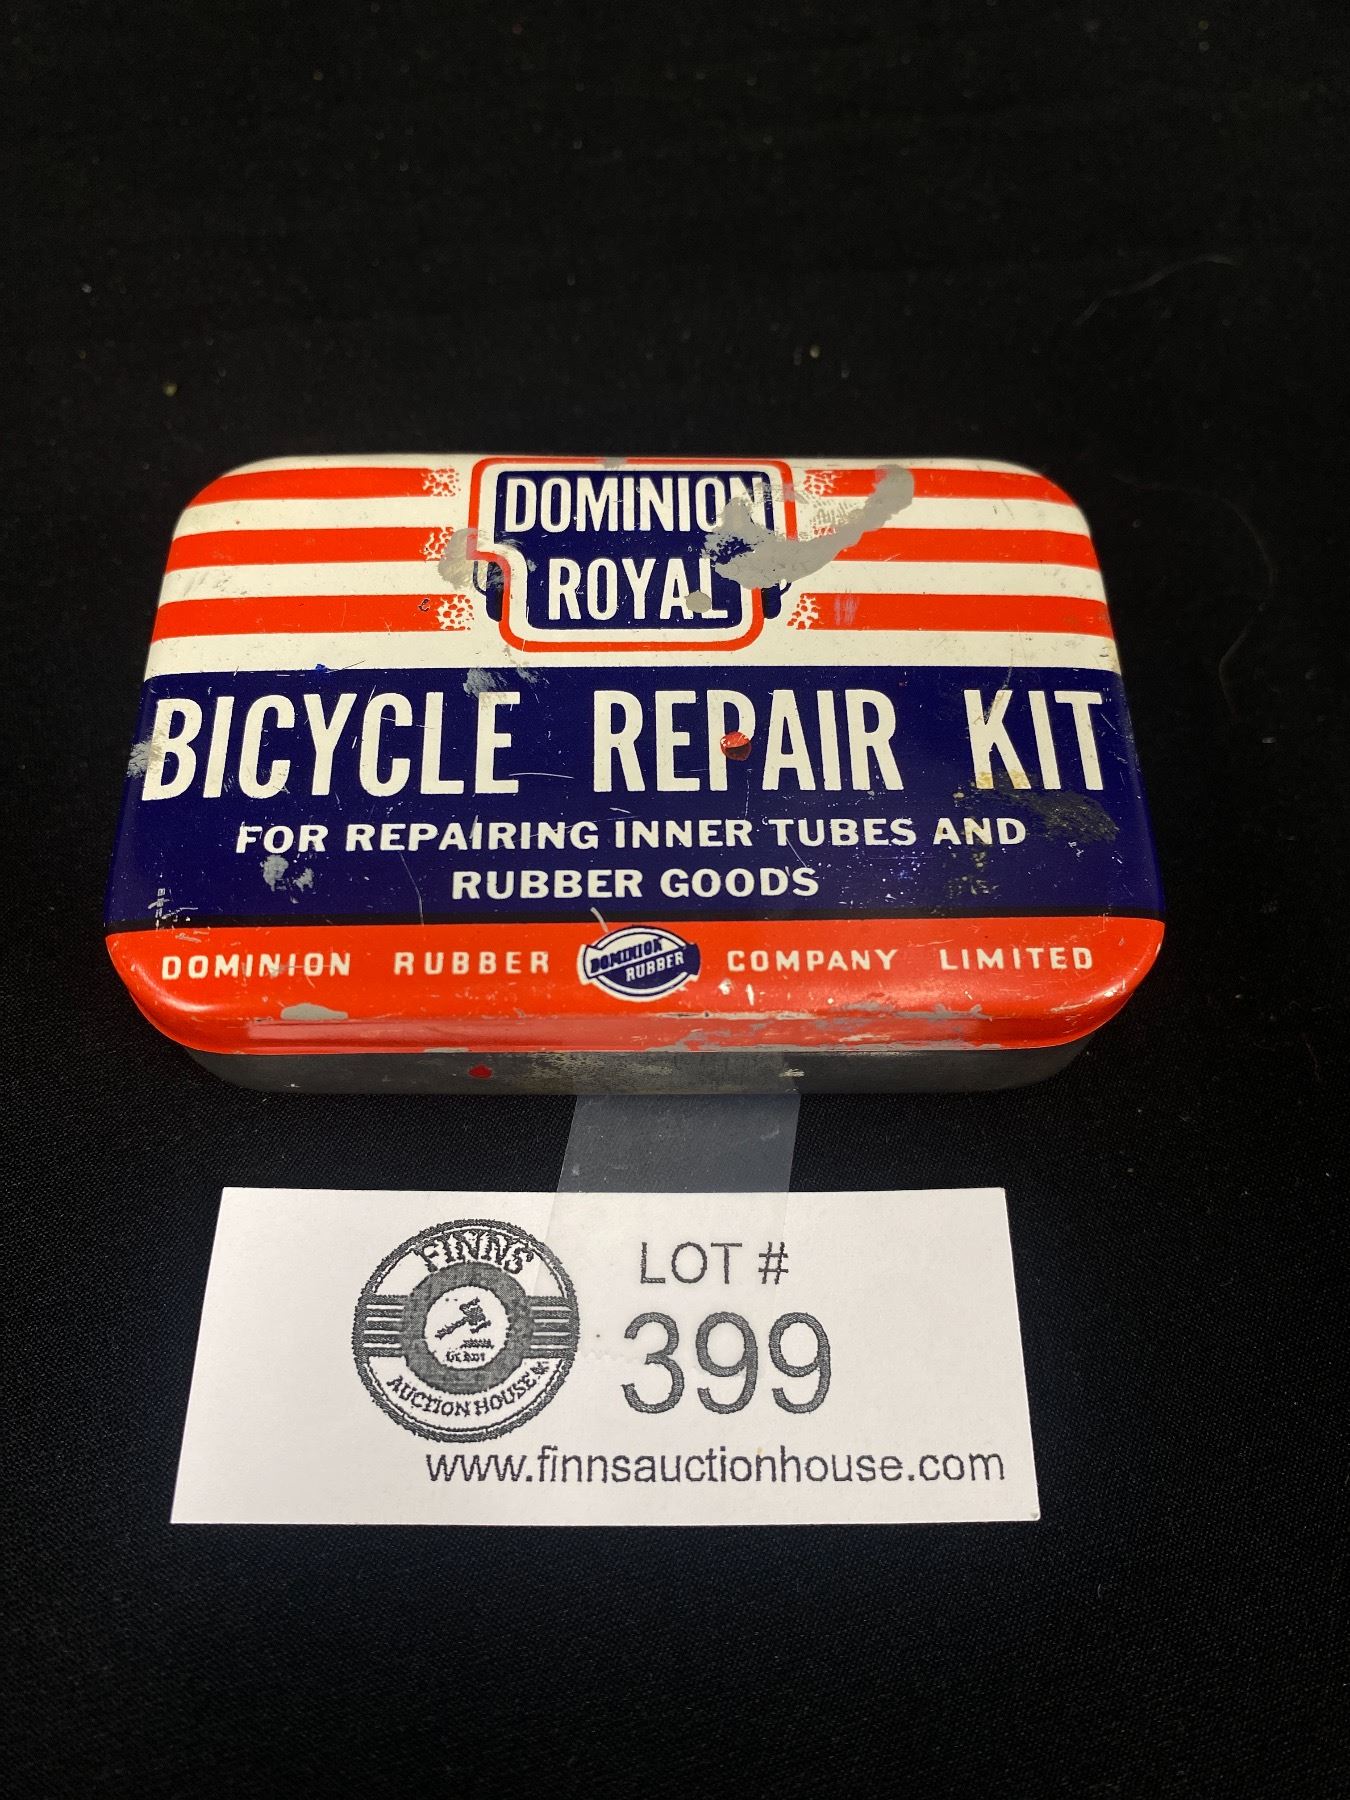 DOMINION
ROYAL
BICYCLE REPAIR KIT
FOR REPAIRING INNER TUBES AND
RUBBER GOODS
DOMINION RUBBER DOMINION RUBBER COMPANY LIMITED
FINNS
AUCTION HOUSE
LOT #
399
www.finnsauctionhouse.com